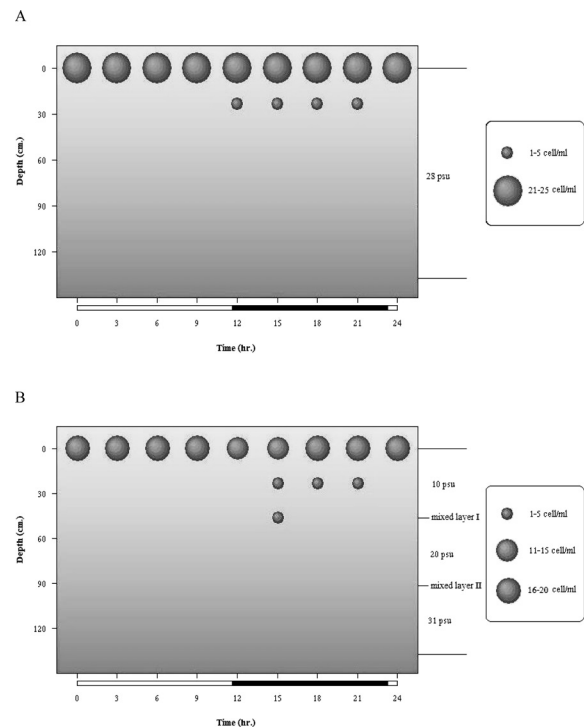 A
0
30
60
90
120
Depth (cm.)
28 psu
1-5 cell/ml
21-25 cell/ml
0 3 6 9 12 15 18 21 24
Time (hr.)
B
0
30
60
90
120
Depth (cm.)
10 psu
mixed layer I
20 psu
mixed layer II
31 psu
1-5 cell/ml
11-15 cell/ml
16-20 cell/ml
0 3 6 9 12 15 18 21 24
Time (hr.)